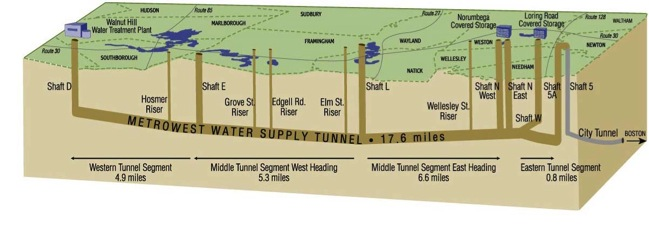 HUDSON
Route 85
SUDBURY
Route 27
Norumbega
Covered Storage
Loring Road
Covered Storage
Route 128
WALTHAM
Walnut Hill
Water Treatment Plant
MARLBOROUGH
Route 30
SOUTHBOROUGH
FRAMINGHAM
WAYLAND
WESTON
Route 30
NEWTON
WELLESLEY
NEEDHAM
NATICK
Shaft D
Hosmer
Riser
Shaft E
Grove St.
Riser
Edgell Rd.
Riser
Elm St.
Riser
Shaft L
Wellesley St.
Riser
Shaft N
West
Shaft N
East
Shaft W
Shaft
5A
Shaft 5
City Tunnel
BOSTON
METROWEST WATER SUPPLY TUNNEL • 17.6 miles
Western Tunnel Segment
4.9 miles
Middle Tunnel Segment West Heading
5.3 miles
Middle Tunnel Segment East Heading
6.6 miles
Eastern Tunnel Segment
0.8 miles